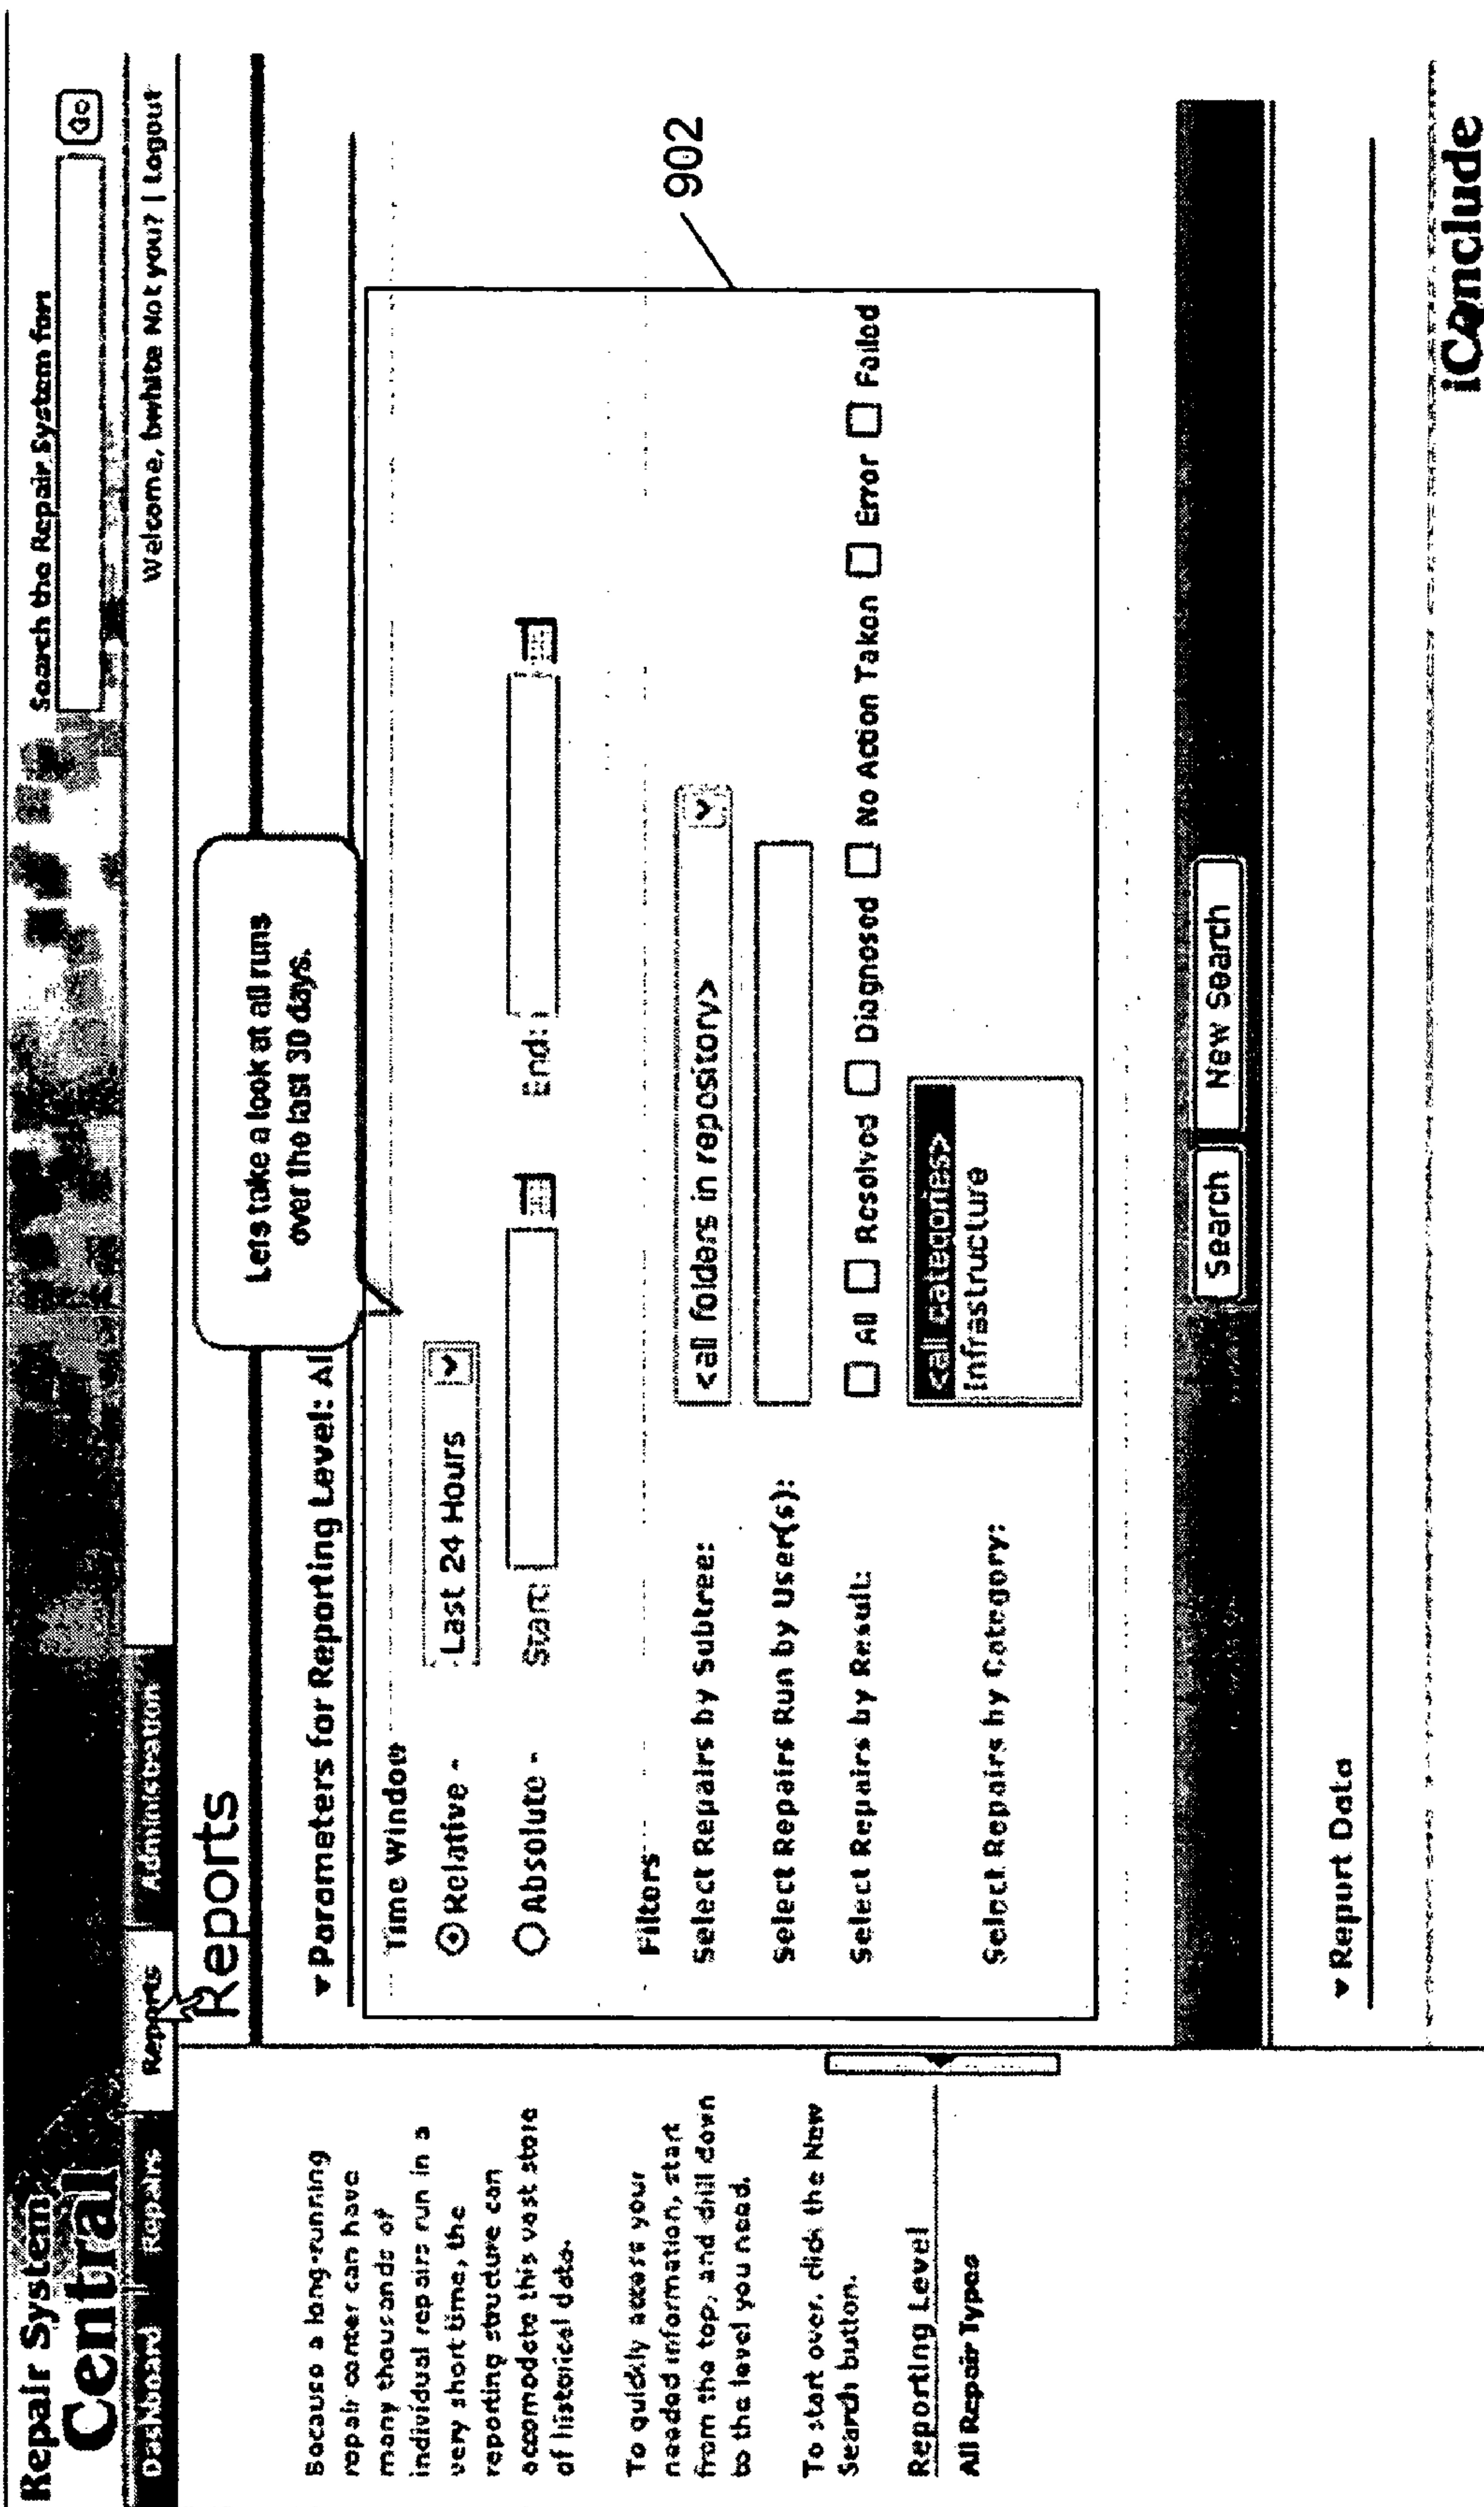 Repair System
Central
Search the Repair System for:
Go
Dashboard Repairs Reports Administration
Welcome, bwhite Not you? | Logout
Because a long-running
repair center can have
many thousands of
individual repairs run in a
very short time, the
reporting structure can
accomodate this vast store
of historical data.
To quickly access your
needed information, start
from the top, and drill down
to the level you need.
To start over, click the New
Search button.
Reporting Level
All Repair Types
Reports
Lets take a look at all runs
over the last 30 days.
Parameters for Reporting Level: Al
Time Window
Relative - Last 24 Hours
Absolute - Start: End:
Filters
Select Repairs by Subtree: <all folders in repository>
Select Repairs Run by User(s):
Select Repairs by Result: All Resolved Diagnosed No Action Taken Error Failed
Select Repairs by Category: <all categories>
Infrastructure
902
Search New Search
Report Data
iConclude